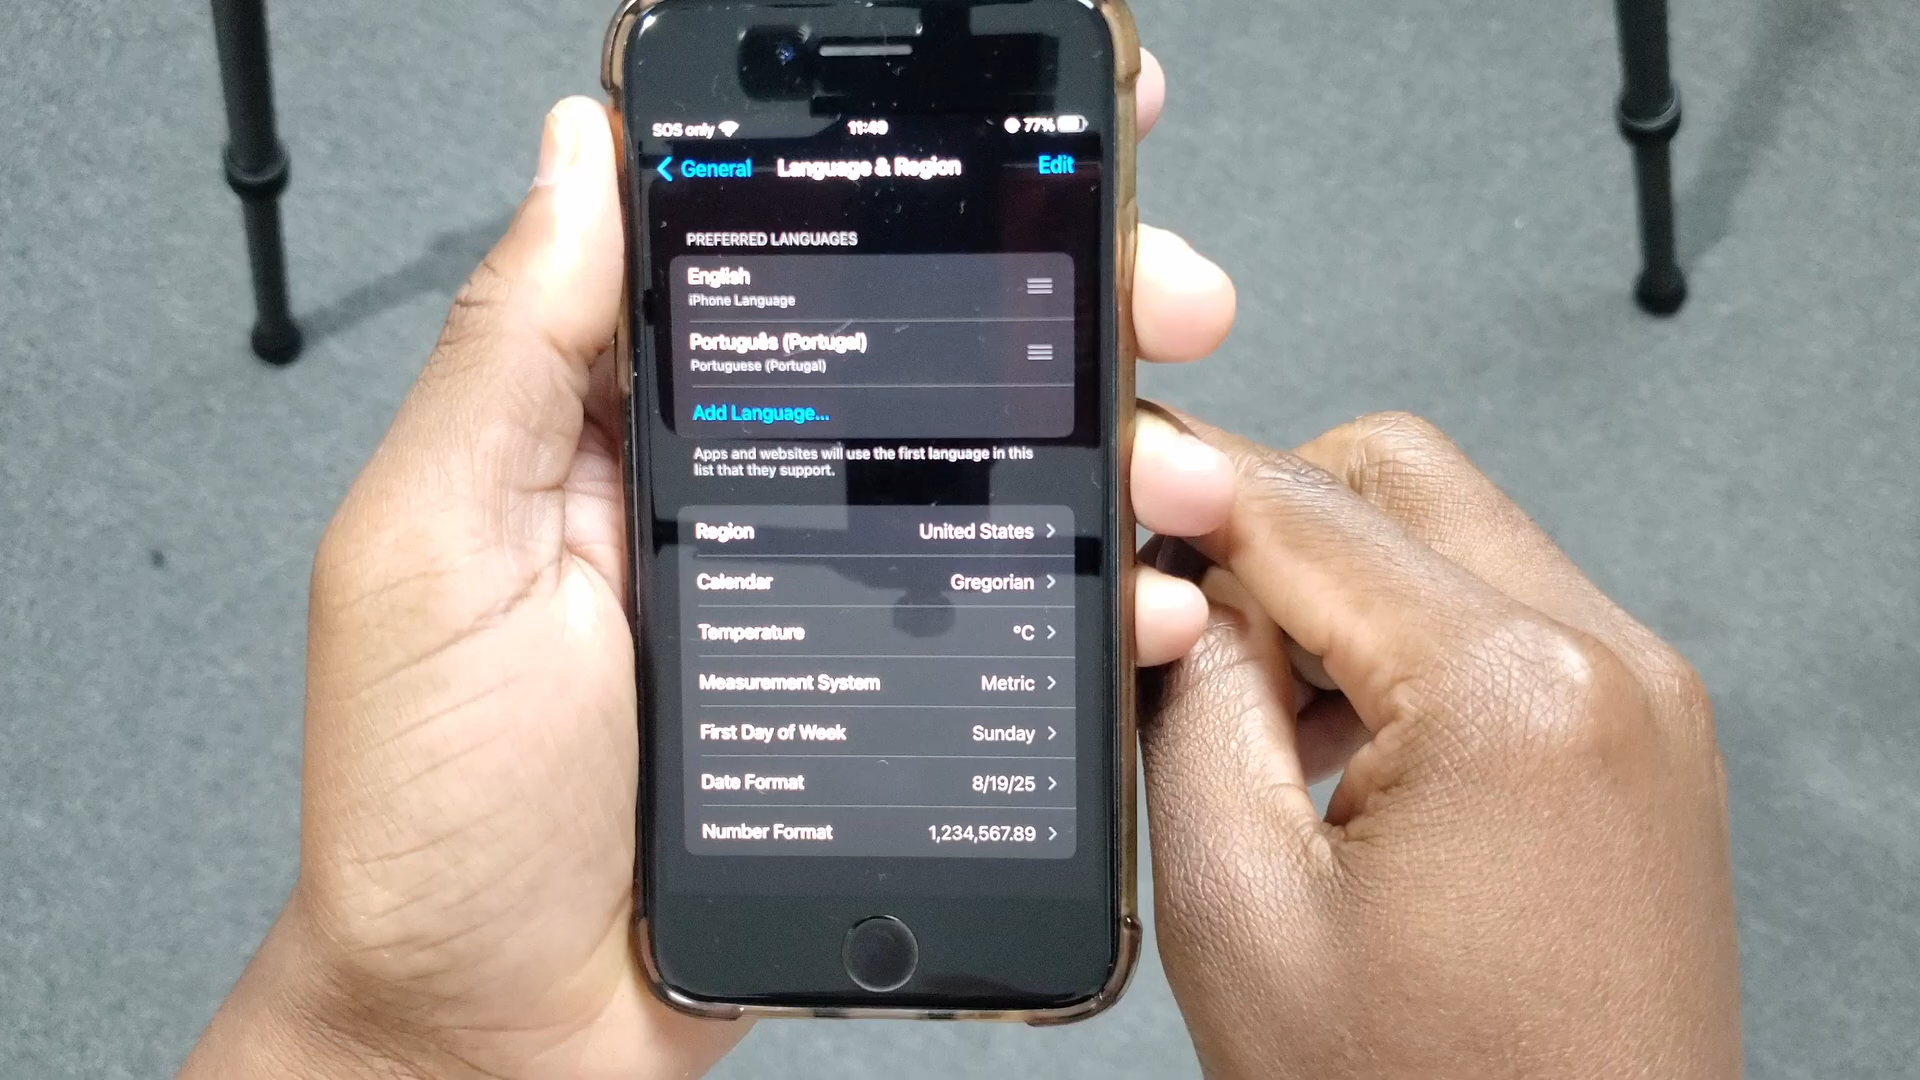 SOS only 11:49 77%
General Language & Region Edit
PREFERRED LANGUAGES
English
iPhone Language
Português (Portugal)
Portuguese (Portugal)
Add Language...
Apps and websites will use the first language in this
list that they support.
Region United States
Calendar Gregorian
Temperature °C
Measurement System Metric
First Day of Week Sunday
Date Format 8/19/25
Number Format 1,234,567.89